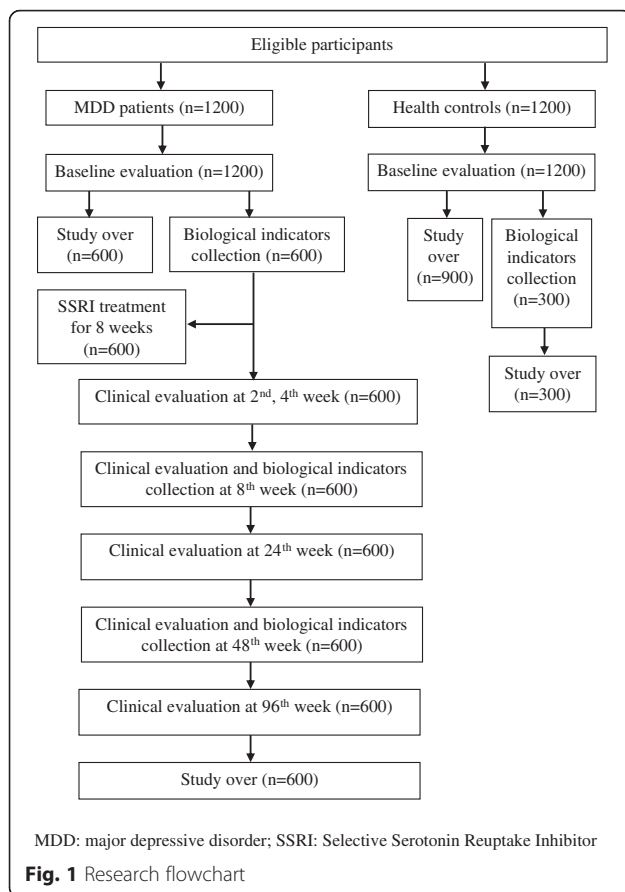 Eligible participants
MDD patients (n=1200)
Health controls (n=1200)
Baseline evaluation (n=1200)
Baseline evaluation (n=1200)
Study over
(n=600)
Biological indicators
collection (n=600)
Study
over
(n=900)
Biological
indicators
collection
(n=300)
SSRI treatment
for 8 weeks
(n=600)
Study over
(n=300)
Clinical evaluation at 2nd, 4th week (n=600)
Clinical evaluation and biological indicators
collection at 8th week (n=600)
Clinical evaluation at 24th week (n=600)
Clinical evaluation and biological indicators
collection at 48th week (n=600)
Clinical evaluation at 96th week (n=600)
Study over (n=600)
MDD: major depressive disorder; SSRI: Selective Serotonin Reuptake Inhibitor
Fig. 1 Research flowchart